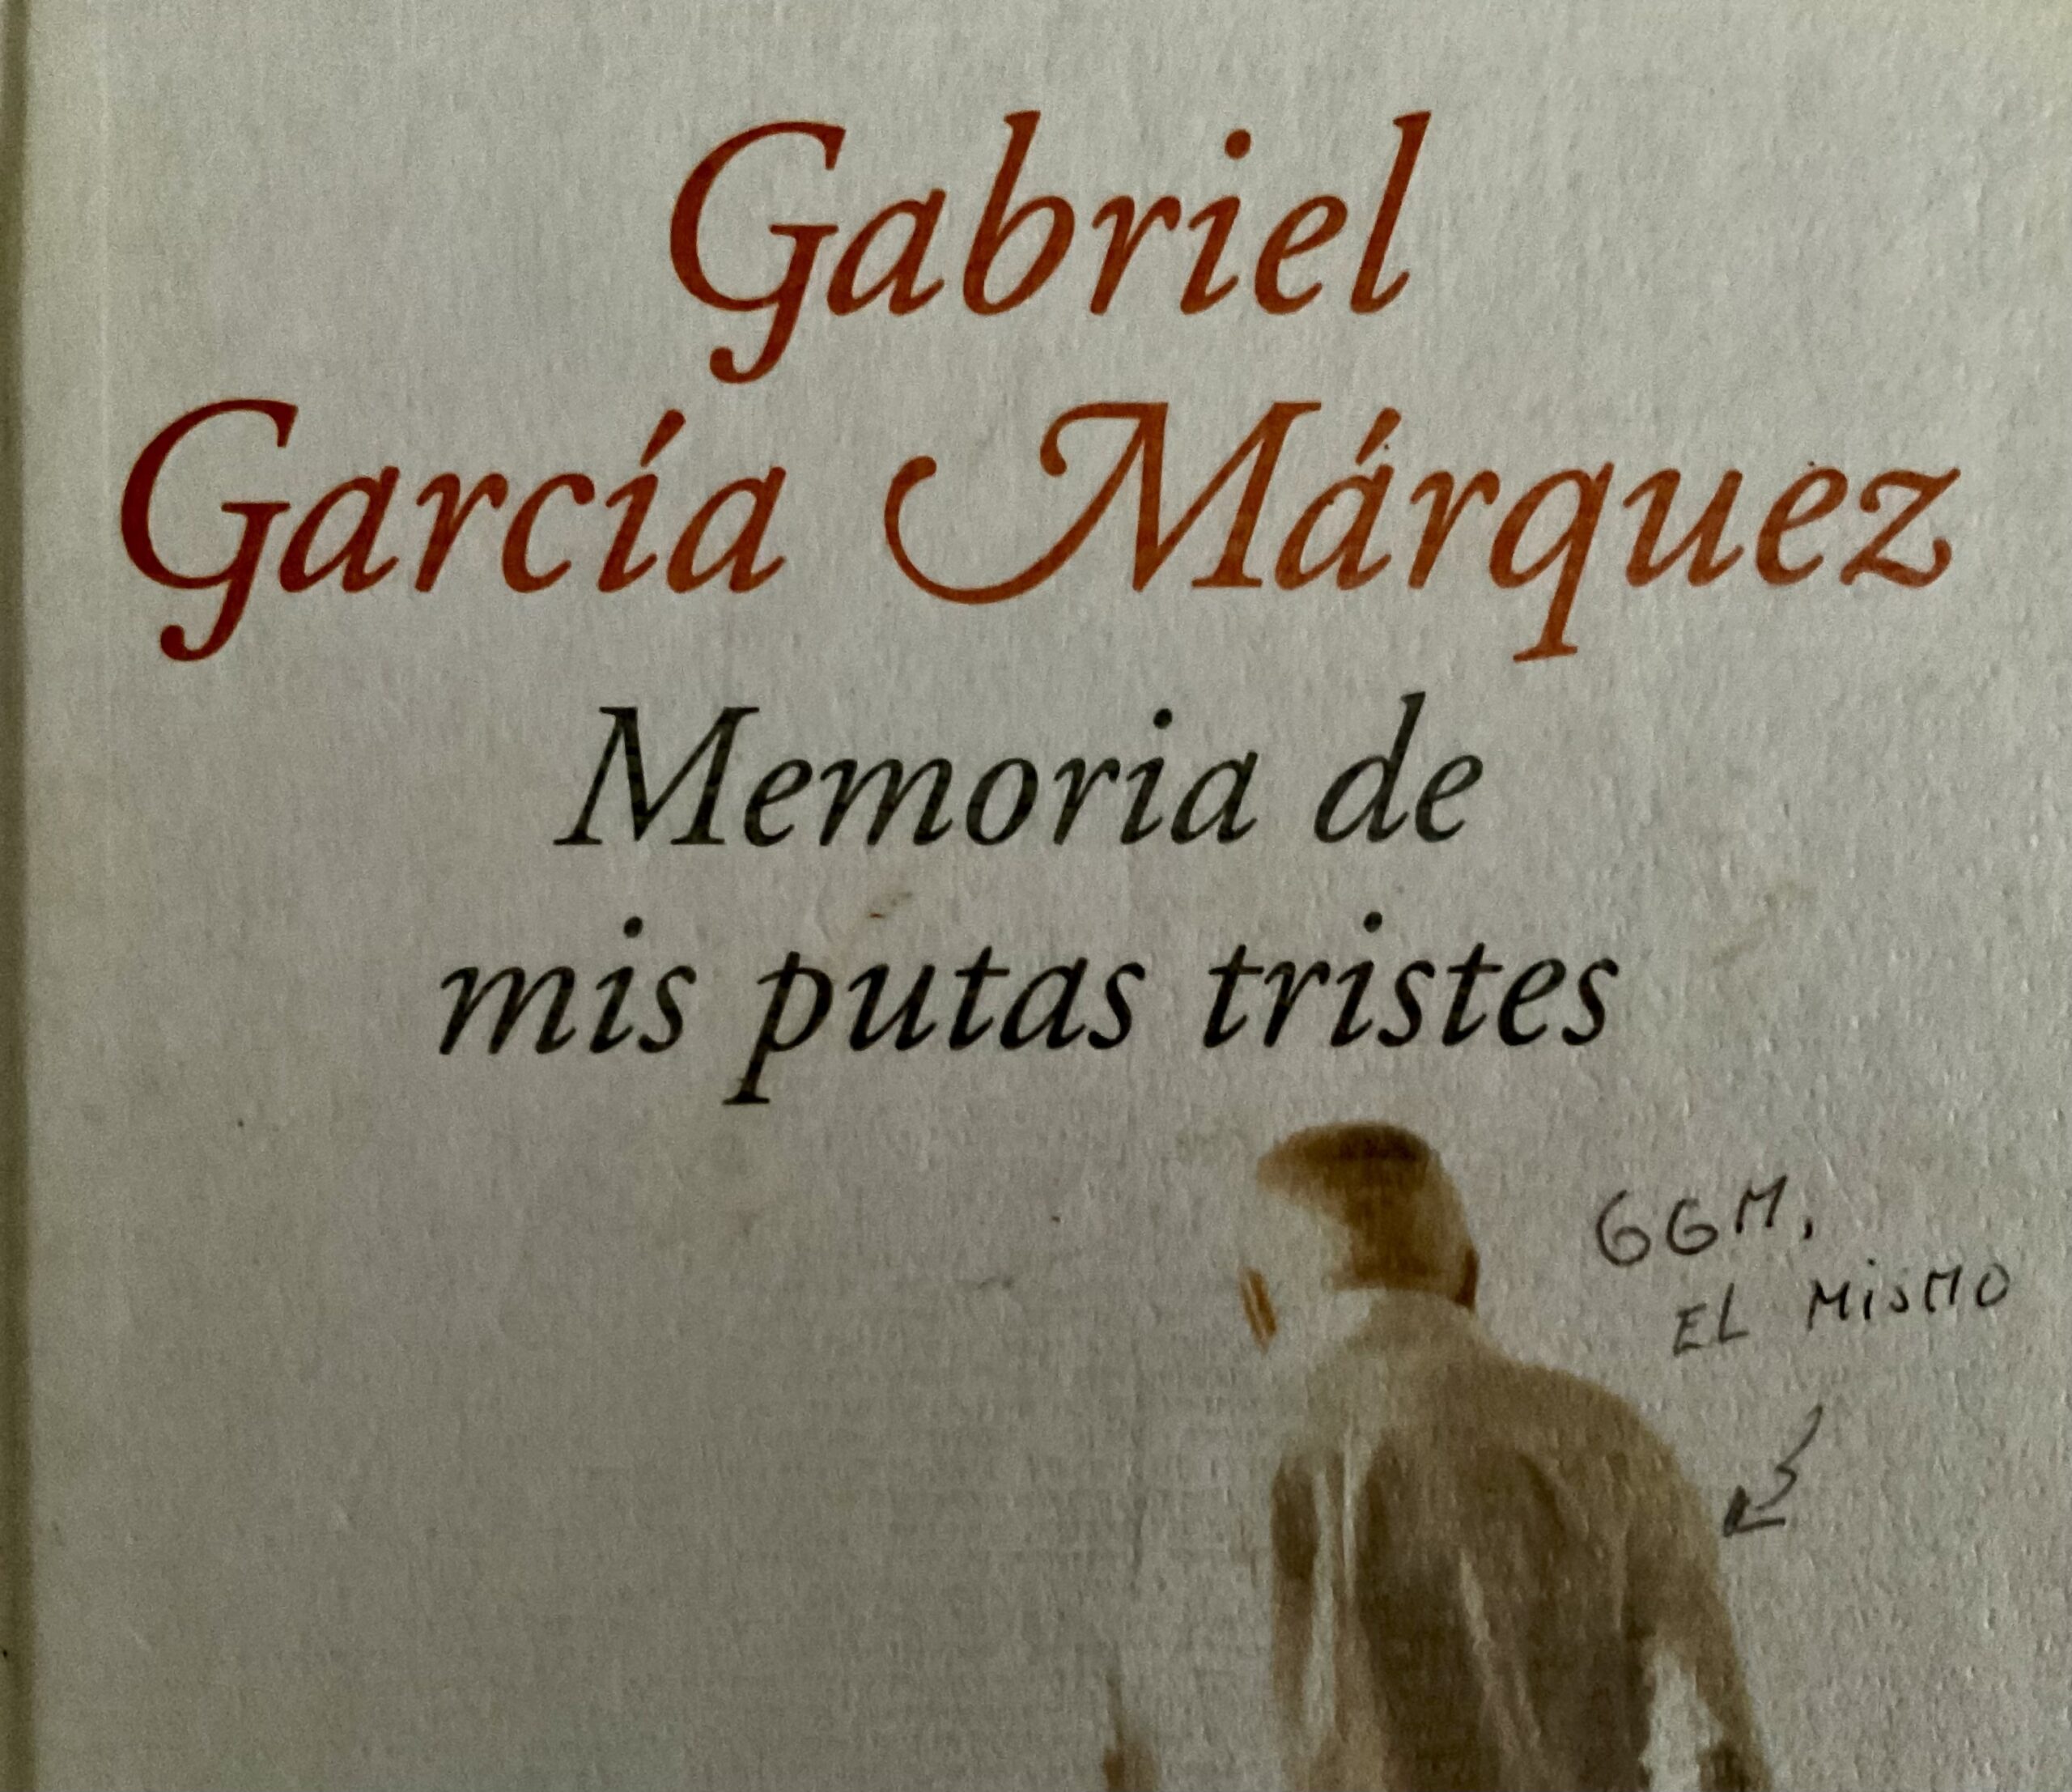 Gabriel
García Márquez
Memoria de
mis putas tristes
GGM,
EL MISMO